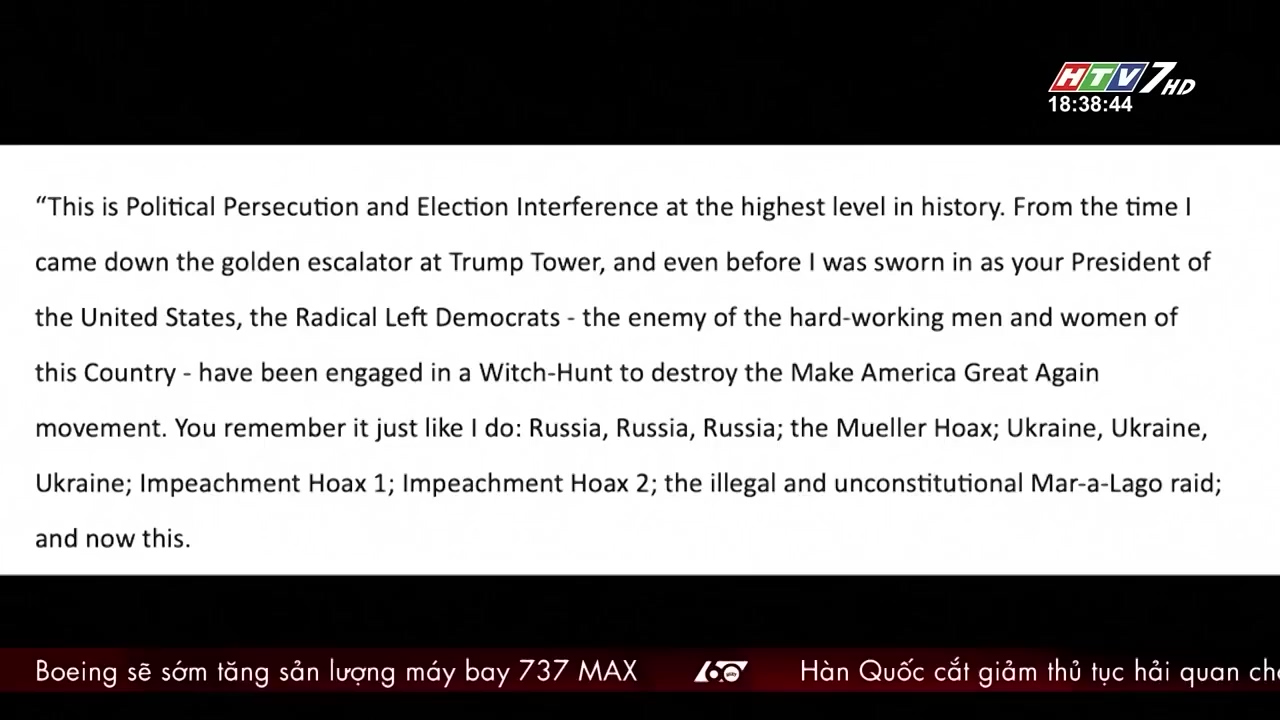 HTV7 HD
18:38:44
“This is Political Persecution and Election Interference at the highest level in history. From the time I
came down the golden escalator at Trump Tower, and even before I was sworn in as your President of
the United States, the Radical Left Democrats - the enemy of the hard-working men and women of
this Country - have been engaged in a Witch-Hunt to destroy the Make America Great Again
movement. You remember it just like I do: Russia, Russia, Russia; the Mueller Hoax; Ukraine, Ukraine,
Ukraine; Impeachment Hoax 1; Impeachment Hoax 2; the illegal and unconstitutional Mar-a-Lago raid;
and now this.
Boeing sẽ sớm tăng sản lượng máy bay 737 MAX 60 giây Hàn Quốc cắt giảm thủ tục hải quan